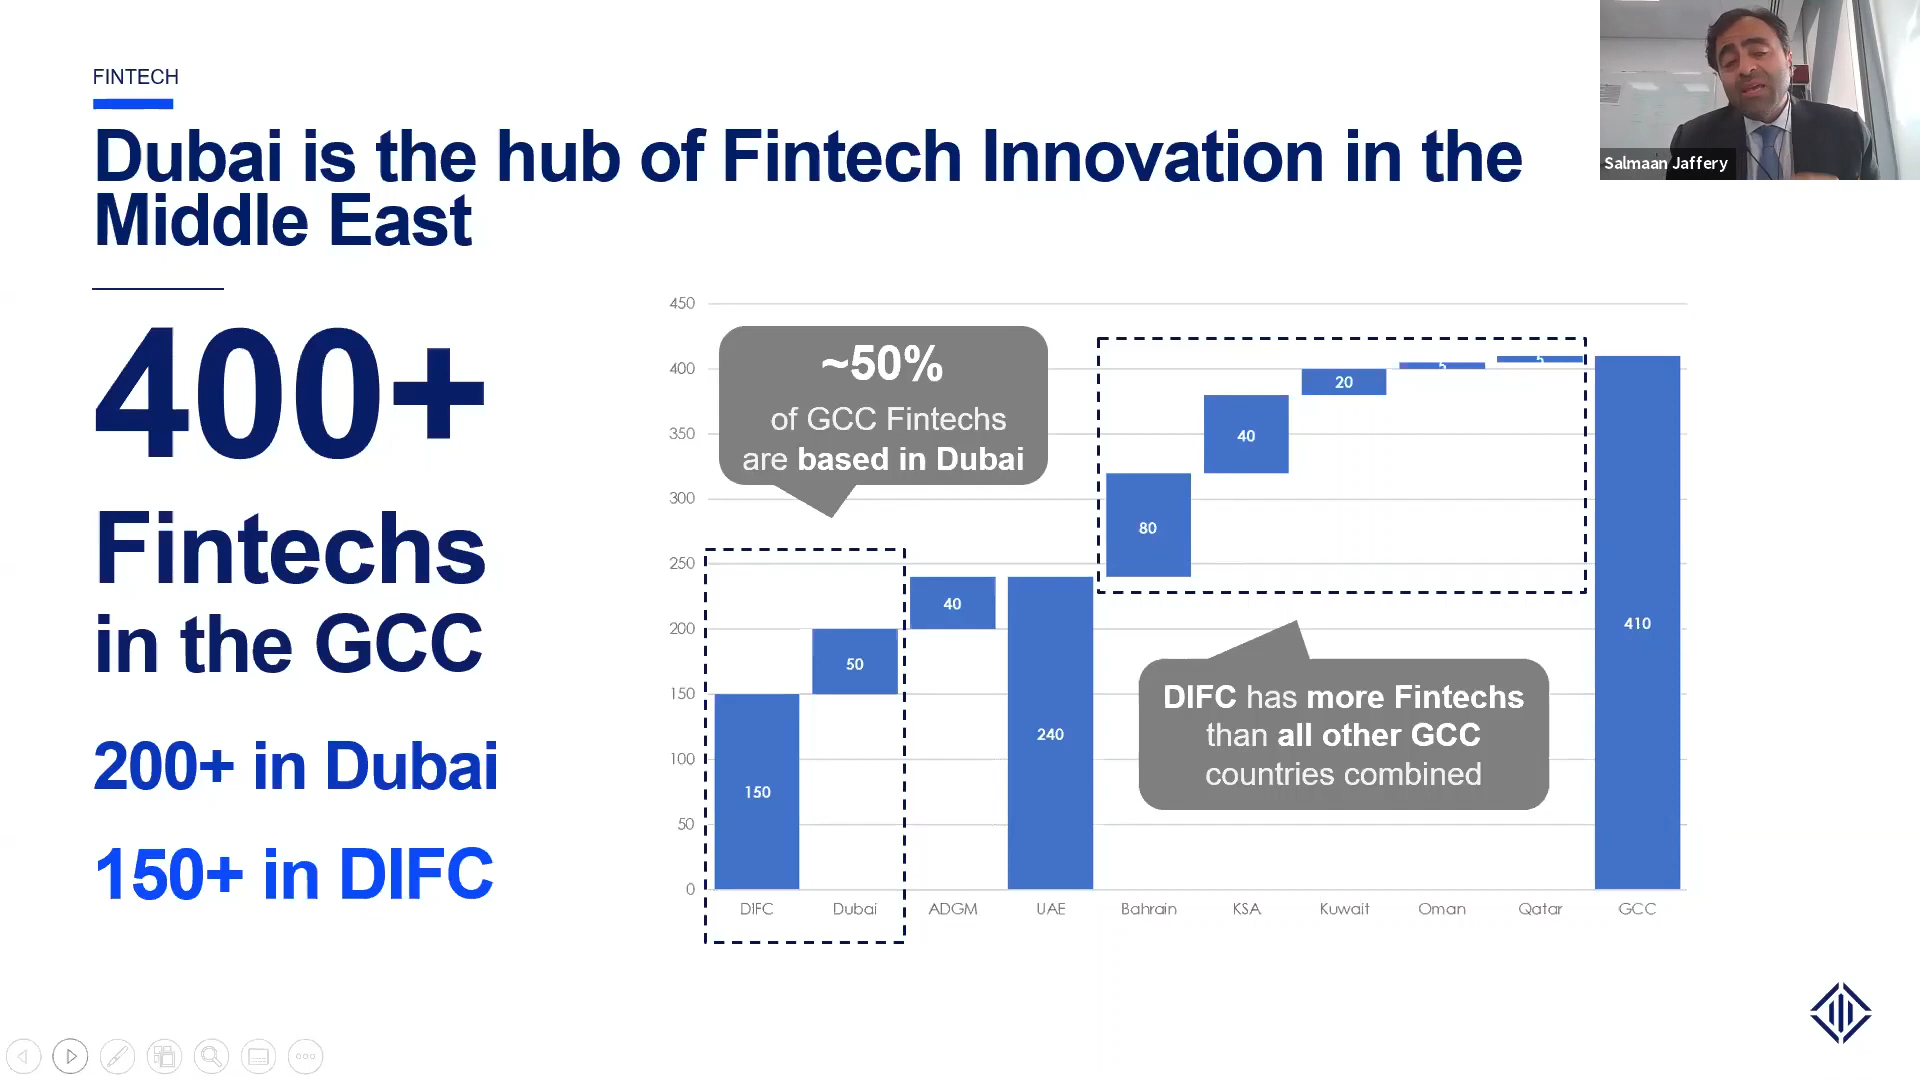 FINTECH
Dubai is the hub of Fintech Innovation in the
Middle East
Salmaan Jaffery
400+
Fintechs
in the GCC
200+ in Dubai
150+ in DIFC
450
400
350
300
250
200
150
100
50
0
~50%
of GCC Fintechs
are based in Dubai
DIFC has more Fintechs
than all other GCC
countries combined
150
50
40
240
80
40
20
5
5
410
DIFC Dubai ADGM UAE Bahrain KSA Kuwait Oman Qatar GCC